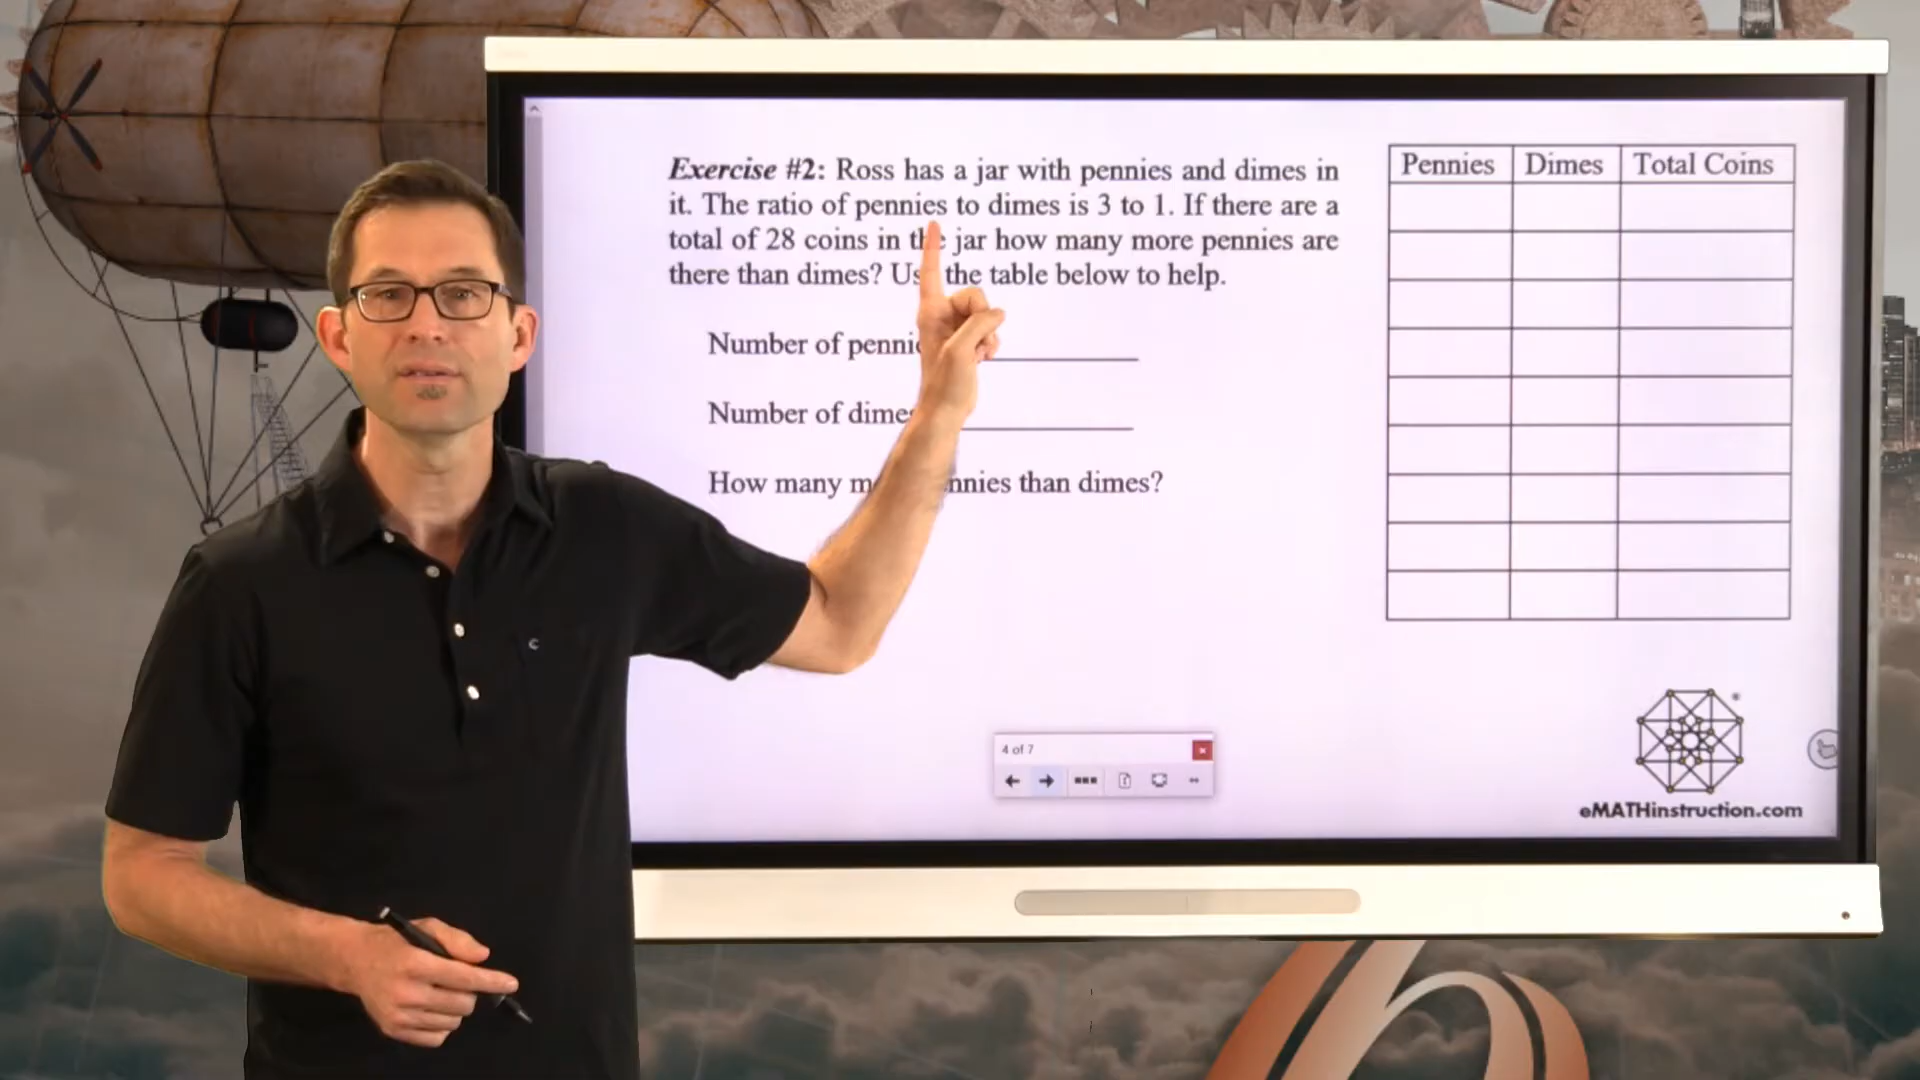 Exercise #2: Ross has a jar with pennies and dimes in
it. The ratio of pennies to dimes is 3 to 1. If there are a
total of 28 coins in the jar how many more pennies are
there than dimes? Use the table below to help.
Number of pennies
Number of dimes
How many more pennies than dimes?
Pennies Dimes Total Coins
4 of 7
eMATHinstruction.com